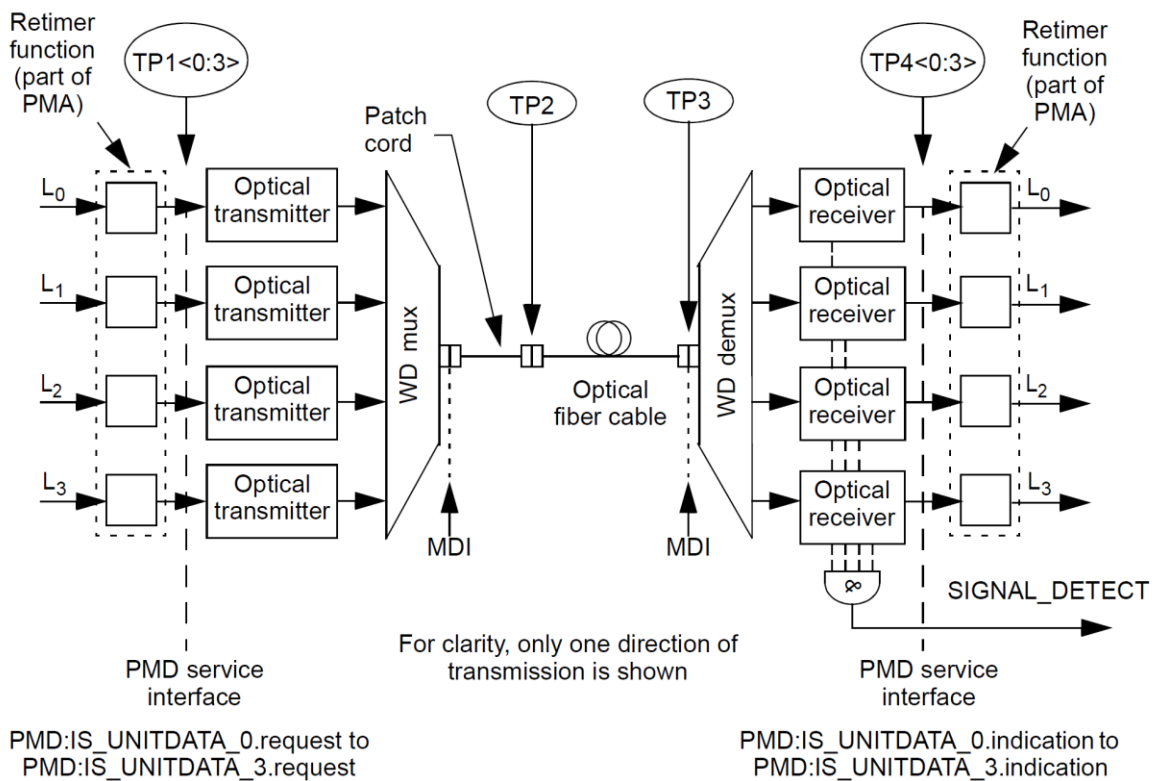 Retimer
function
(part of
PMA)
TP1<0:3>
Patch
cord
TP2
TP3
TP4<0:3>
Retimer
function
(part of
PMA)
L0
Optical
transmitter
L1
Optical
transmitter
L2
Optical
transmitter
L3
Optical
transmitter
WD mux
Optical
fiber cable
WD demux
Optical
receiver
L0
Optical
receiver
L1
Optical
receiver
L2
Optical
receiver
L3
MDI
MDI
&
SIGNAL_DETECT
For clarity, only one direction of
transmission is shown
PMD service
interface
PMD service
interface
PMD:IS_UNITDATA_0.request to
PMD:IS_UNITDATA_3.request
PMD:IS_UNITDATA_0.indication to
PMD:IS_UNITDATA_3.indication